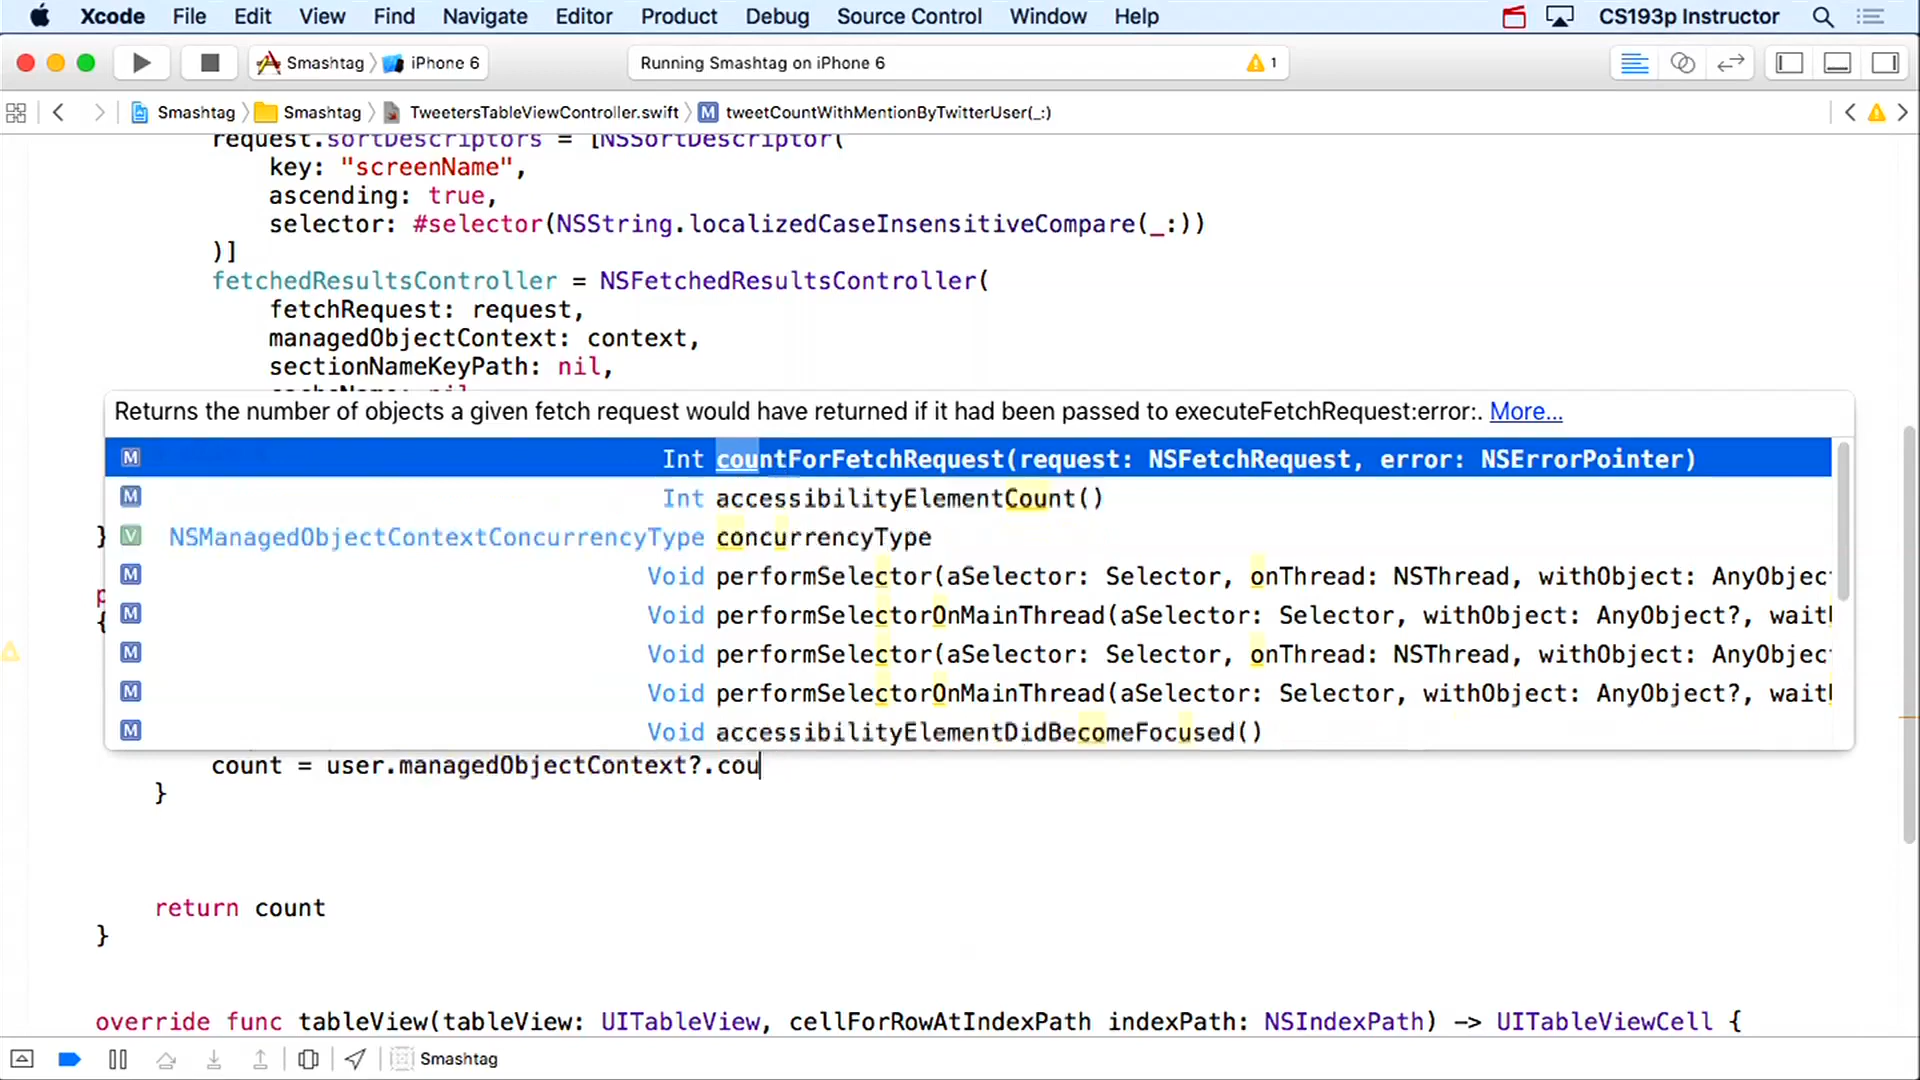 Xcode File Edit View Find Navigate Editor Product Debug Source Control Window Help CS193p Instructor
Smashtag iPhone 6 Running Smashtag on iPhone 6 1
Smashtag Smashtag TweetersTableViewController.swift M tweetCountWithMentionByTwitterUser(_:)
request.sortDescriptors = [NSSortDescriptor(
key: "screenName",
ascending: true,
selector: #selector(NSString.localizedCaseInsensitiveCompare(_:))
)]
fetchedResultsController = NSFetchedResultsController(
fetchRequest: request,
managedObjectContext: context,
sectionNameKeyPath: nil,
Returns the number of objects a given fetch request would have returned if it had been passed to executeFetchRequest:error:. More...
M Int countForFetchRequest(request: NSFetchRequest, error: NSErrorPointer)
M Int accessibilityElementCount()
} V NSManagedObjectContextConcurrencyType concurrencyType
M Void performSelector(aSelector: Selector, onThread: NSThread, withObject: AnyObjec
M Void performSelectorOnMainThread(aSelector: Selector, withObject: AnyObject?, wait
M Void performSelector(aSelector: Selector, onThread: NSThread, withObject: AnyObjec
M Void performSelectorOnMainThread(aSelector: Selector, withObject: AnyObject?, wait
M Void accessibilityElementDidBecomeFocused()
count = user.managedObjectContext?.cou
}
return count
}
override func tableView(tableView: UITableView, cellForRowAtIndexPath indexPath: NSIndexPath) -> UITableViewCell {
Smashtag